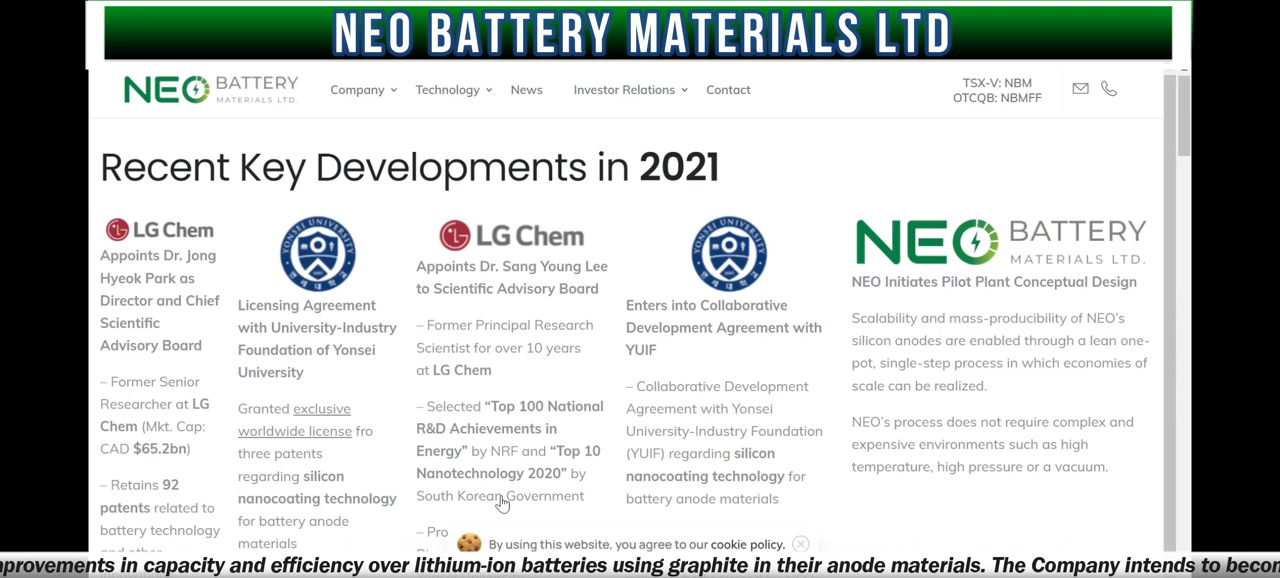 NEO BATTERY MATERIALS LTD
NEO BATTERY
MATERIALS LTD.
Company
Technology
News
Investor Relations
Contact
TSX-V: NBM
OTCQB: NBMFF
Recent Key Developments in 2021
LG Chem
Appoints Dr. Jong
Hyeok Park as
Director and Chief
Scientific
Advisory Board
– Former Senior
Researcher at LG
Chem (Mkt. Cap:
CAD $65.2bn)
– Retains 92
patents related to
battery technology
and other
YONSEI UNIVERSITY
Licensing Agreement
with University-Industry
Foundation of Yonsei
University
Granted exclusive
worldwide license fro
three patents
regarding silicon
nanocoating technology
for battery anode
materials
LG Chem
Appoints Dr. Sang Young Lee
to Scientific Advisory Board
– Former Principal Research
Scientist for over 10 years
at LG Chem
– Selected “Top 100 National
R&D Achievements in
Energy” by NRF and “Top 10
Nanotechnology 2020” by
South Korean Government
– Pro
YONSEI UNIVERSITY
Enters into Collaborative
Development Agreement with
YUIF
– Collaborative Development
Agreement with Yonsei
University-Industry Foundation
(YUIF) regarding silicon
nanocoating technology for
battery anode materials
NEO BATTERY
MATERIALS LTD.
NEO Initiates Pilot Plant Conceptual Design
Scalability and mass-producibility of NEO’s
silicon anodes are enabled through a lean one-
pot, single-step process in which economies of
scale can be realized.
NEO’s process does not require complex and
expensive environments such as high
temperature, high pressure or a vacuum.
By using this website, you agree to our cookie policy.
nprovements in capacity and efficiency over lithium-ion batteries using graphite in their anode materials. The Company intends to becon